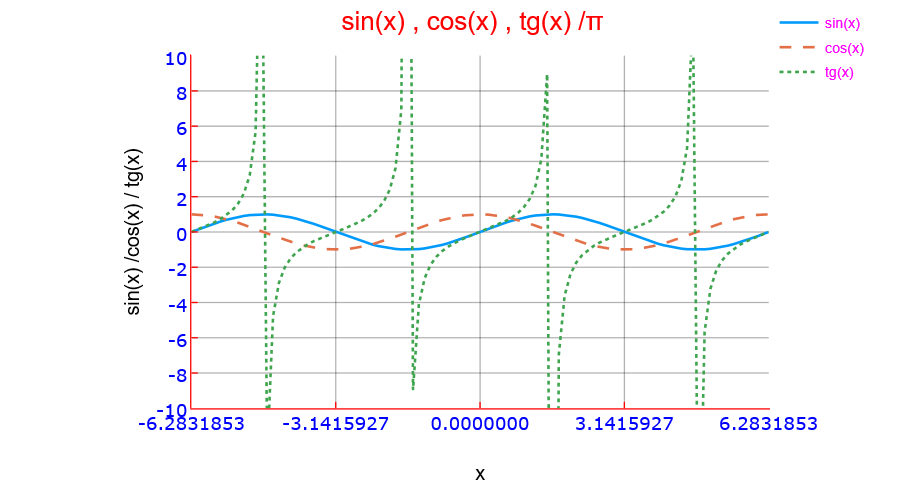 sin(x) , cos(x) , tg(x) /π
sin(x)
cos(x)
tg(x)
sin(x) /cos(x) / tg(x)
10
8
6
4
2
0
-2
-4
-6
-8
-10
-6.2831853 -3.1415927 0.0000000 3.1415927 6.2831853
x